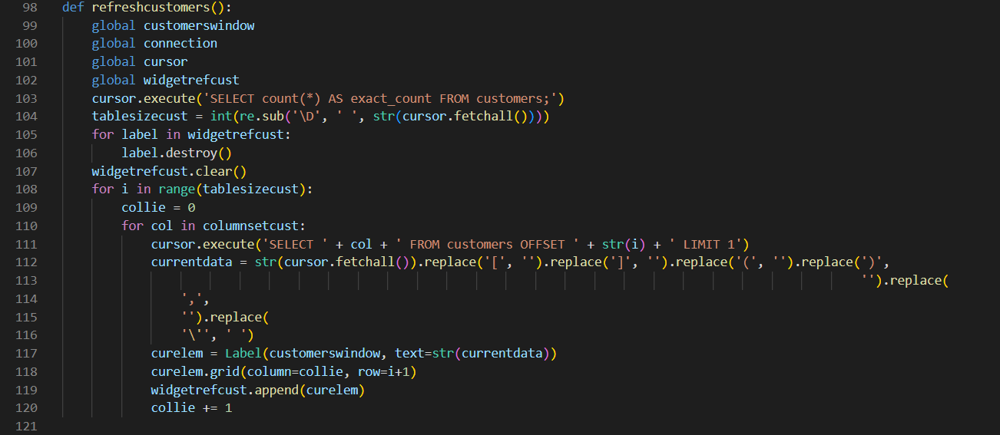 98 def refreshcustomers():
99     global customerswindow
100     global connection
101     global cursor
102     global widgetrefcust
103     cursor.execute('SELECT count(*) AS exact_count FROM customers;')
104     tablesizecust = int(re.sub('\D', ' ', str(cursor.fetchall())))
105     for label in widgetrefcust:
106         label.destroy()
107     widgetrefcust.clear()
108     for i in range(tablesizecust):
109         collie = 0
110         for col in columnsetcust:
111             cursor.execute('SELECT ' + col + ' FROM customers OFFSET ' + str(i) + ' LIMIT 1')
112             currentdata = str(cursor.fetchall()).replace('[', '').replace(']', '').replace('(', '').replace(')',
113                                                                                                             '').replace(
114                 ',',
115                 '').replace(
116                 '\'', ' ')
117             curelem = Label(customerswindow, text=str(currentdata))
118             curelem.grid(column=collie, row=i+1)
119             widgetrefcust.append(curelem)
120             collie += 1
121